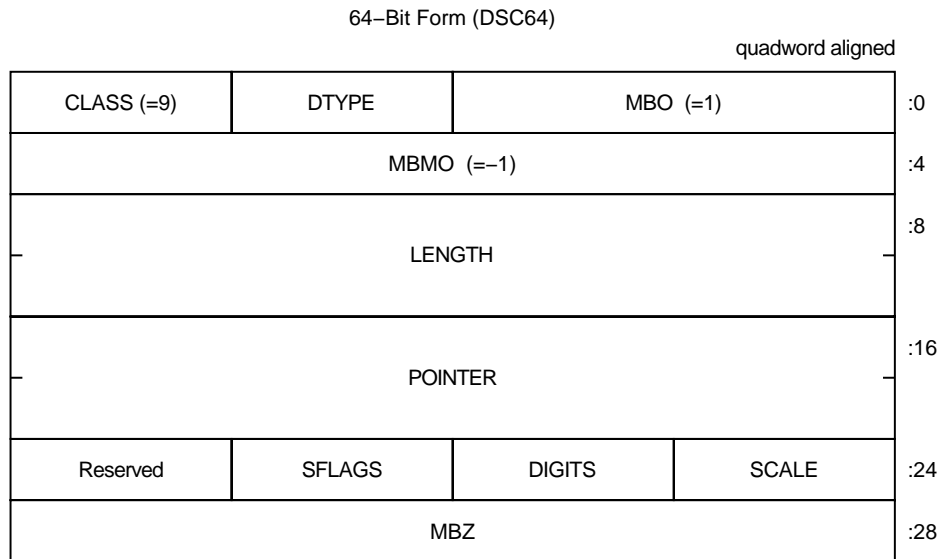 64−Bit Form (DSC64)
quadword aligned
CLASS (=9) DTYPE MBO (=1) :0
MBMO (=−1) :4
:8
LENGTH
:16
POINTER
Reserved SFLAGS DIGITS SCALE :24
MBZ :28